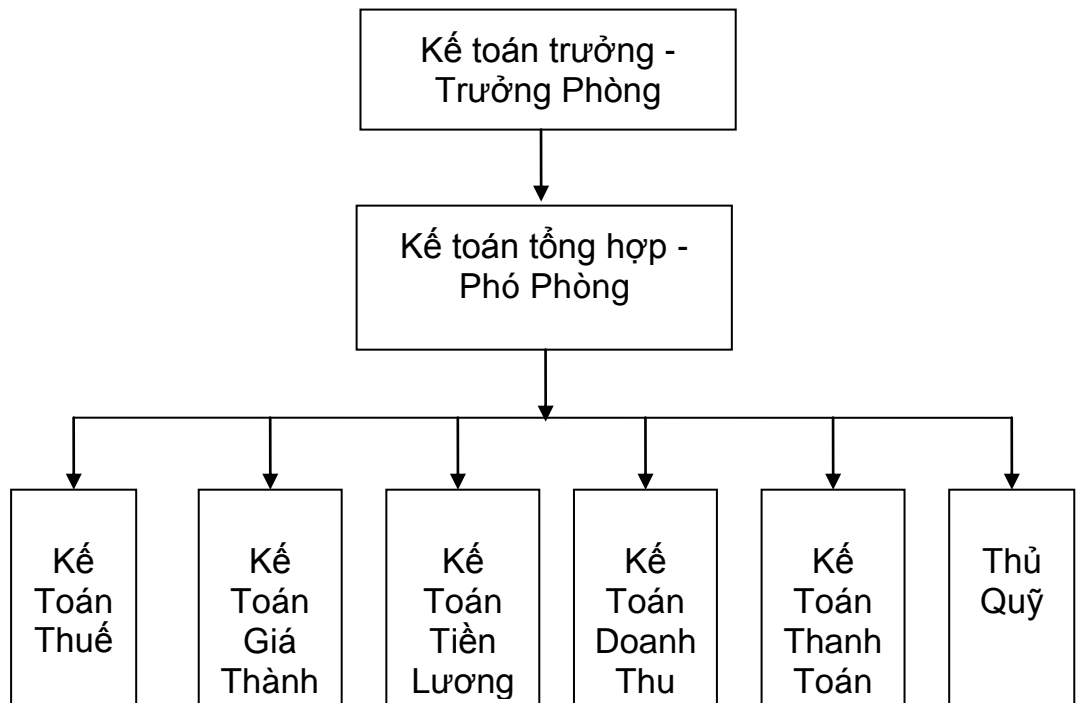 Kế toán trưởng -
Trưởng Phòng
Kế toán tổng hợp -
Phó Phòng
Kế
Toán
Thuế
Kế
Toán
Giá
Thành
Kế
Toán
Tiền
Lương
Kế
Toán
Doanh
Thu
Kế
Toán
Thanh
Toán
Thủ
Quỹ